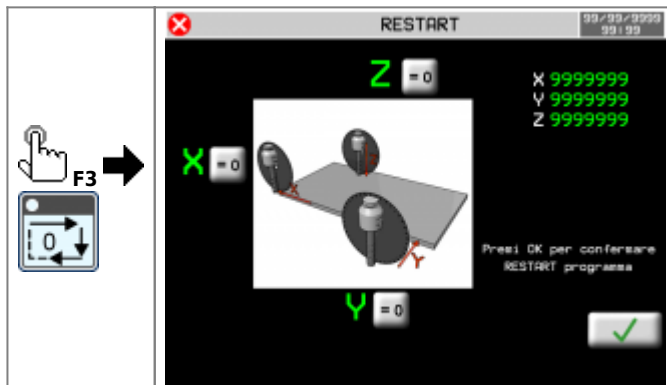 RESTART
99/99/9999
99:99
Z = 0
X 9999999
Y 9999999
Z 9999999
F3
X = 0
Z
X
Y
0
Premi OK per confermare
RESTART programma
Y = 0